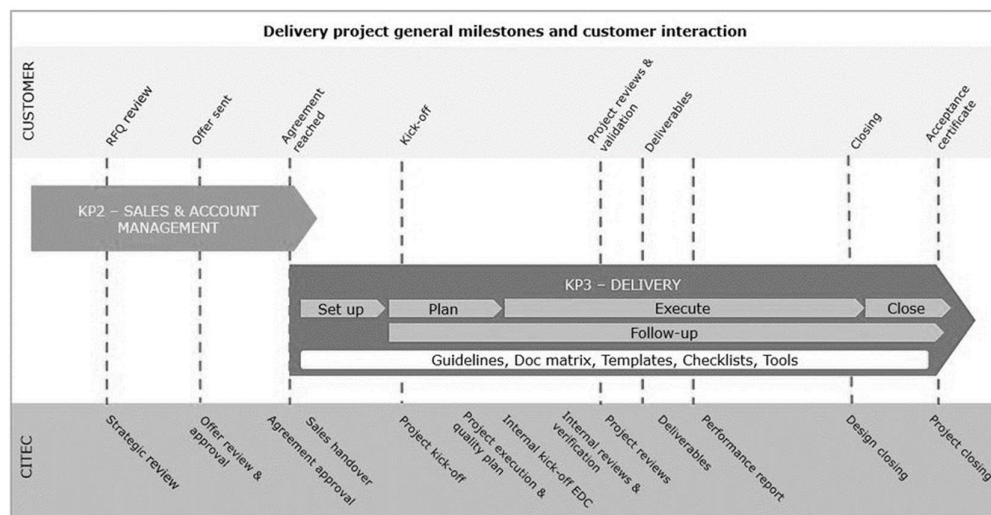 Delivery project general milestones and customer interaction
CUSTOMER
RFQ review
Offer sent
Agreement
reached
Kick-off
Project reviews &
validation
Deliverables
Closing
Acceptance
certificate
KP2 – SALES & ACCOUNT
MANAGEMENT
KP3 – DELIVERY
Set up
Plan
Execute
Close
Follow-up
Guidelines, Doc matrix, Templates, Checklists, Tools
CITEC
Strategic review
Offer review &
approval
Agreement approval
Sales handover
Project kick-off
Project execution &
quality plan
Internal kick-off EDC
Internal reviews &
verification
Project reviews
Deliverables
Performance report
Design closing
Project closing